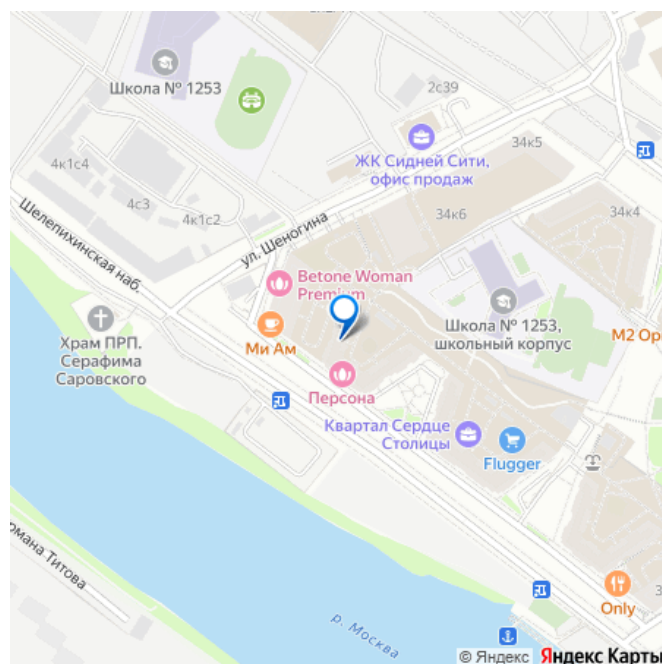 Школа № 1253
2с39
34к5
ЖК Сидней Сити,
офис продаж
4к1с4
4с3
4к1с2
34к6
34к4
Шелепихинская наб.
ул. Шеногина
Betone Woman
Premium
Храм ПРП.
Серафима
Саровского
Ми Ам
Школа № 1253,
школьный корпус
М2 Ор
Персона
Квартал Сердце
Столицы
Flugger
омана Титова
Only
34
р. Москва
© Яндекс Яндекс Карты